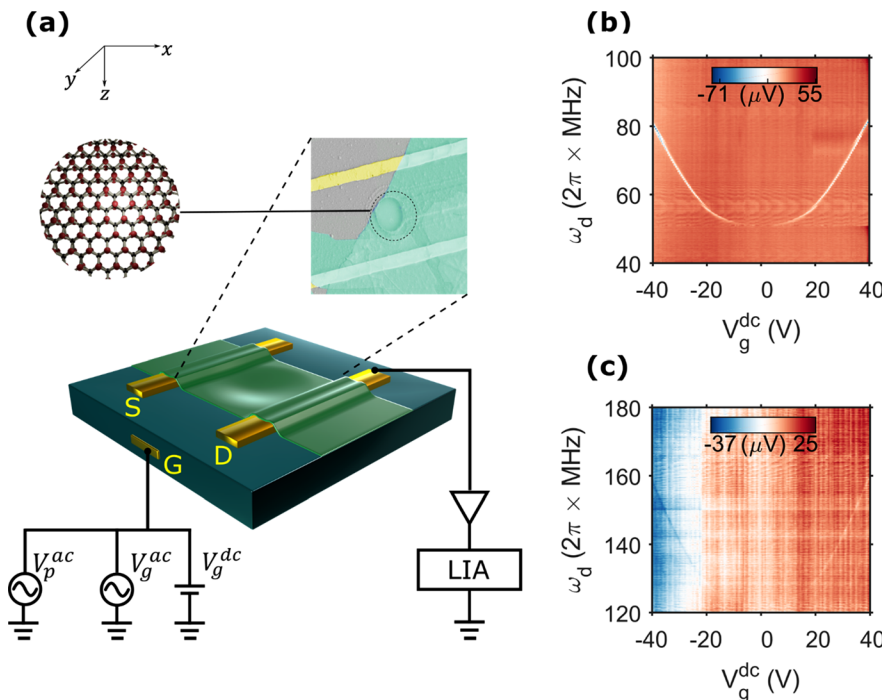 (a)
x
y
z
S
D
G
V_p^{ac}
V_g^{ac}
V_g^{dc}
LIA
(b)
100
80
60
40
ω_d (2π × MHz)
-71 (μV) 55
-40 -20 0 20 40
V_g^{dc} (V)
(c)
180
160
140
120
ω_d (2π × MHz)
-37 (μV) 25
-40 -20 0 20 40
V_g^{dc} (V)